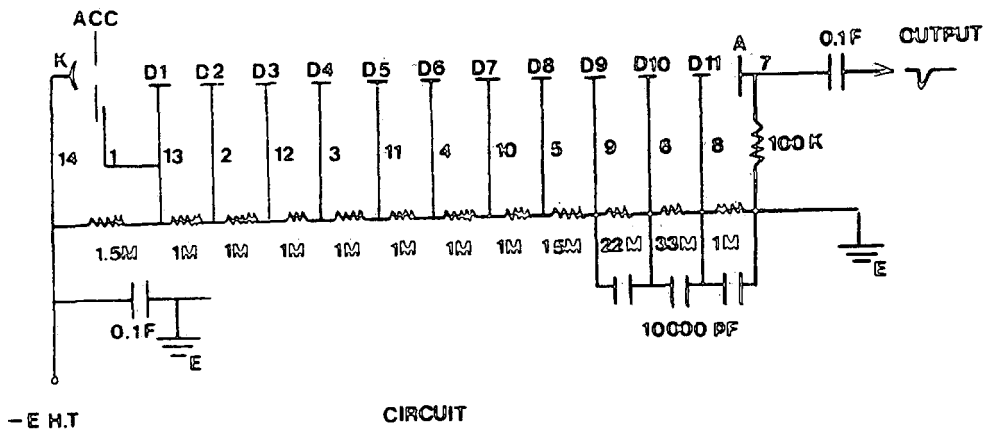 ACC
K
D1 D2 D3 D4 D5 D6 D7 D8 D9 D10 D11 A 7 0.1F OUTPUT
14 1 13 2 12 3 11 4 10 5 9 6 8 100K
1.5M 1M 1M 1M 1M 1M 1M 1M 15M 22M 33M 1M
E
0.1F
10000 PF
E
-E H.T
CIRCUIT